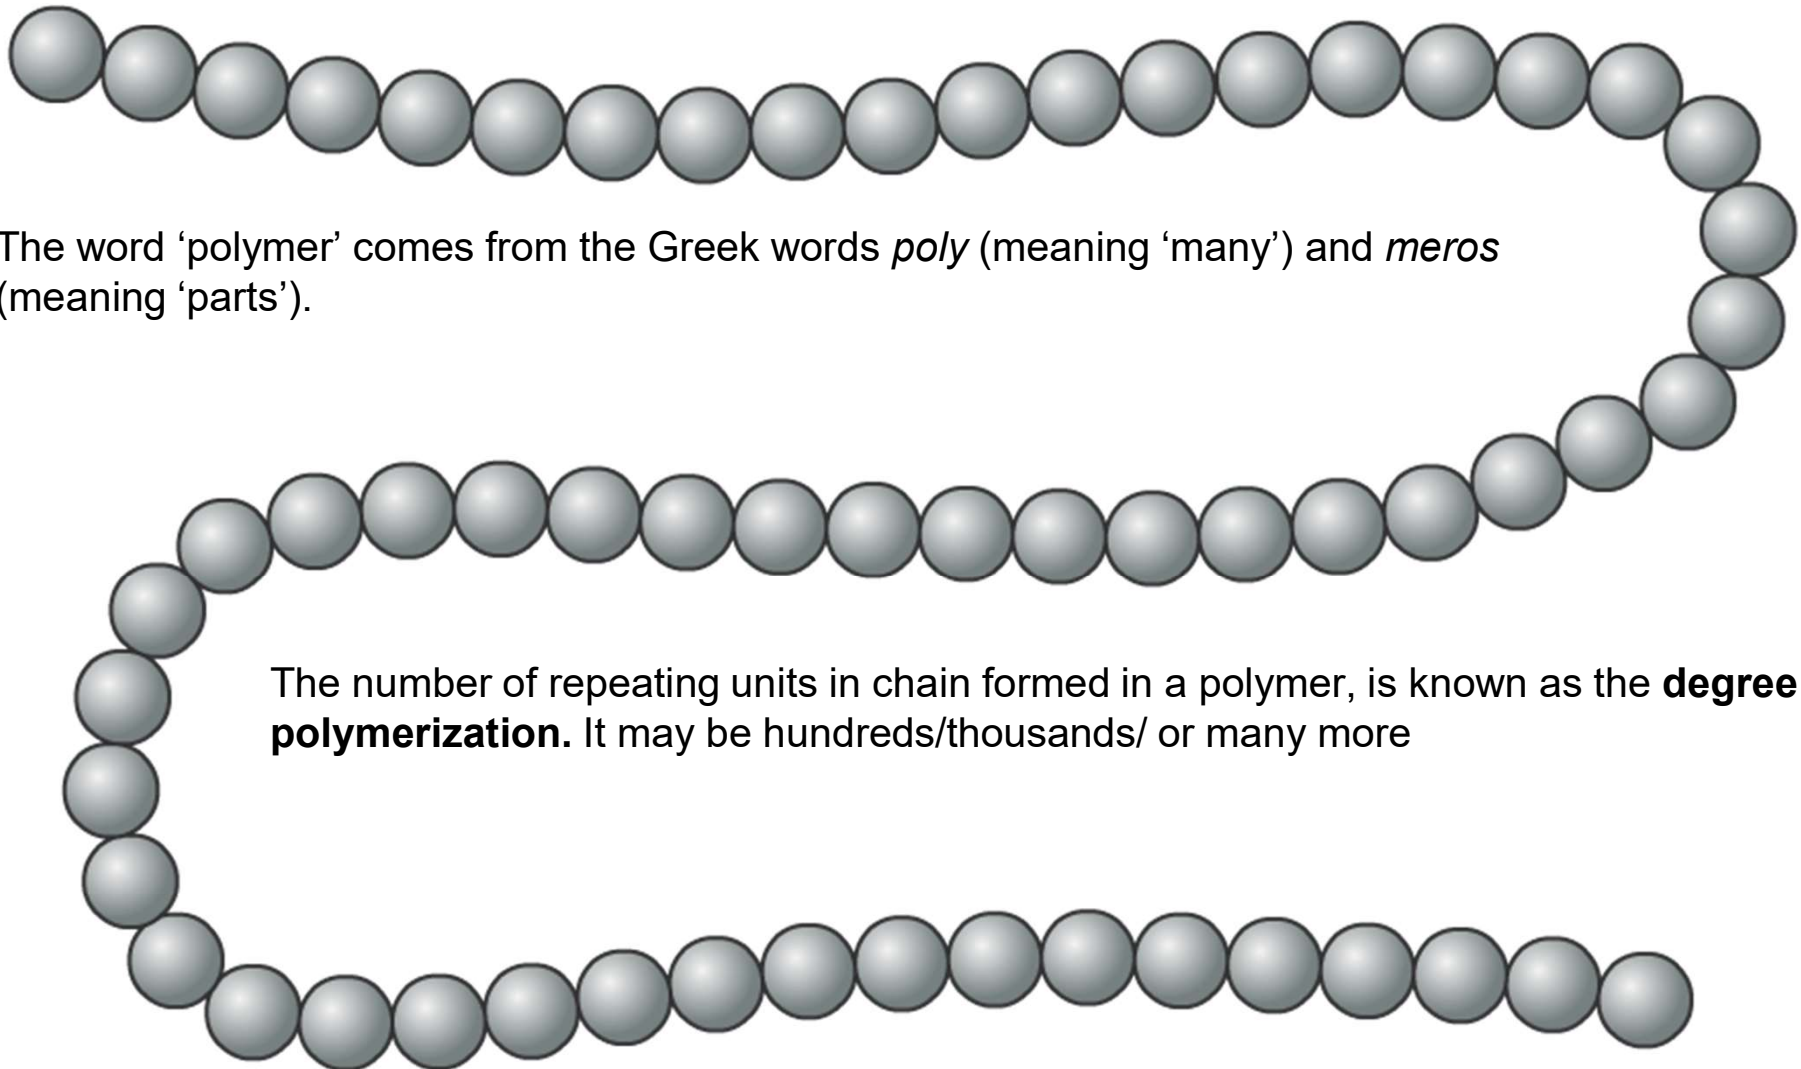 The word ‘polymer’ comes from the Greek words poly (meaning ‘many’) and meros
(meaning ‘parts’).
The number of repeating units in chain formed in a polymer, is known as the degree
polymerization. It may be hundreds/thousands/ or many more